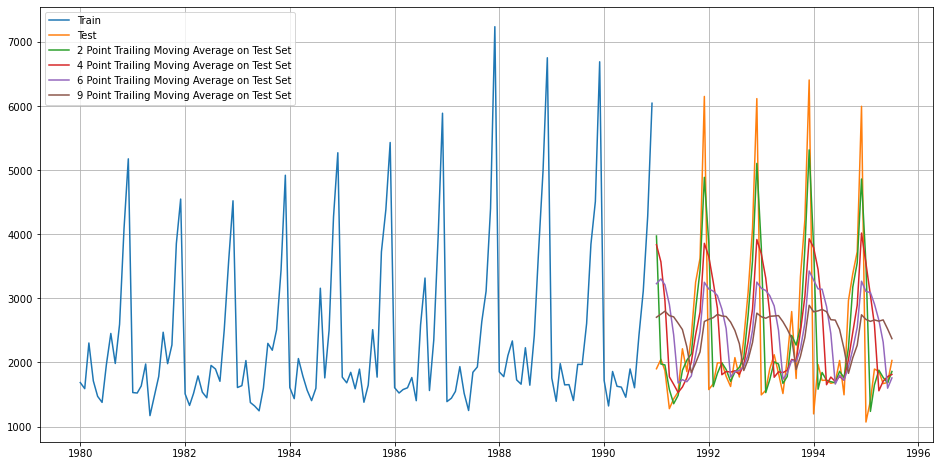 Train
Test
2 Point Trailing Moving Average on Test Set
4 Point Trailing Moving Average on Test Set
6 Point Trailing Moving Average on Test Set
9 Point Trailing Moving Average on Test Set
7000
6000
5000
4000
3000
2000
1000
1980 1982 1984 1986 1988 1990 1992 1994 1996